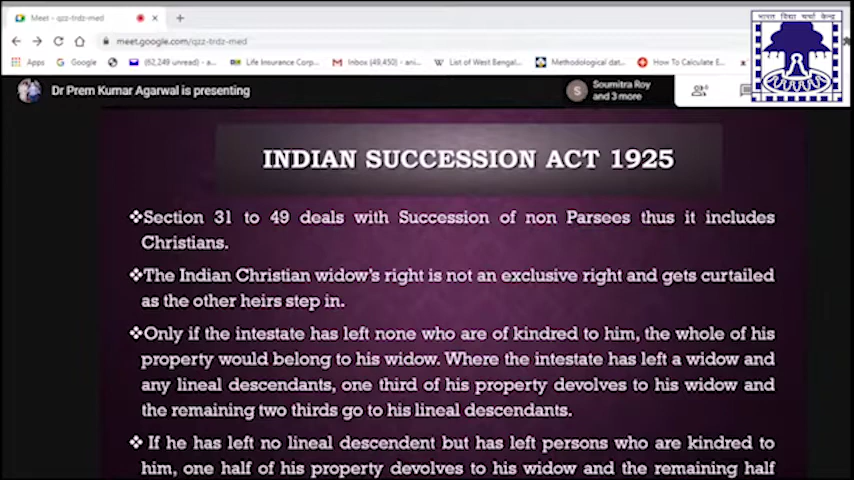 Meet - qzz-trdz-med
meet.google.com/qzz-trdz-med
Apps
Google
(62,249 unread) - a...
Life Insurance Corp...
Inbox (49,450) - ani...
List of West Bengal...
Methodological dat...
How To Calculate E...
भारत विद्या चर्चा केन्द्र
Dr Prem Kumar Agarwal is presenting
S
Soumitra Roy
and 3 more
INDIAN SUCCESSION ACT 1925
❖Section 31 to 49 deals with Succession of non Parsees thus it includes
Christians.
❖The Indian Christian widow's right is not an exclusive right and gets curtailed
as the other heirs step in.
❖Only if the intestate has left none who are of kindred to him, the whole of his
property would belong to his widow. Where the intestate has left a widow and
any lineal descendants, one third of his property devolves to his widow and
the remaining two thirds go to his lineal descendants.
❖ If he has left no lineal descendent but has left persons who are kindred to
him, one half of his property devolves to his widow and the remaining half